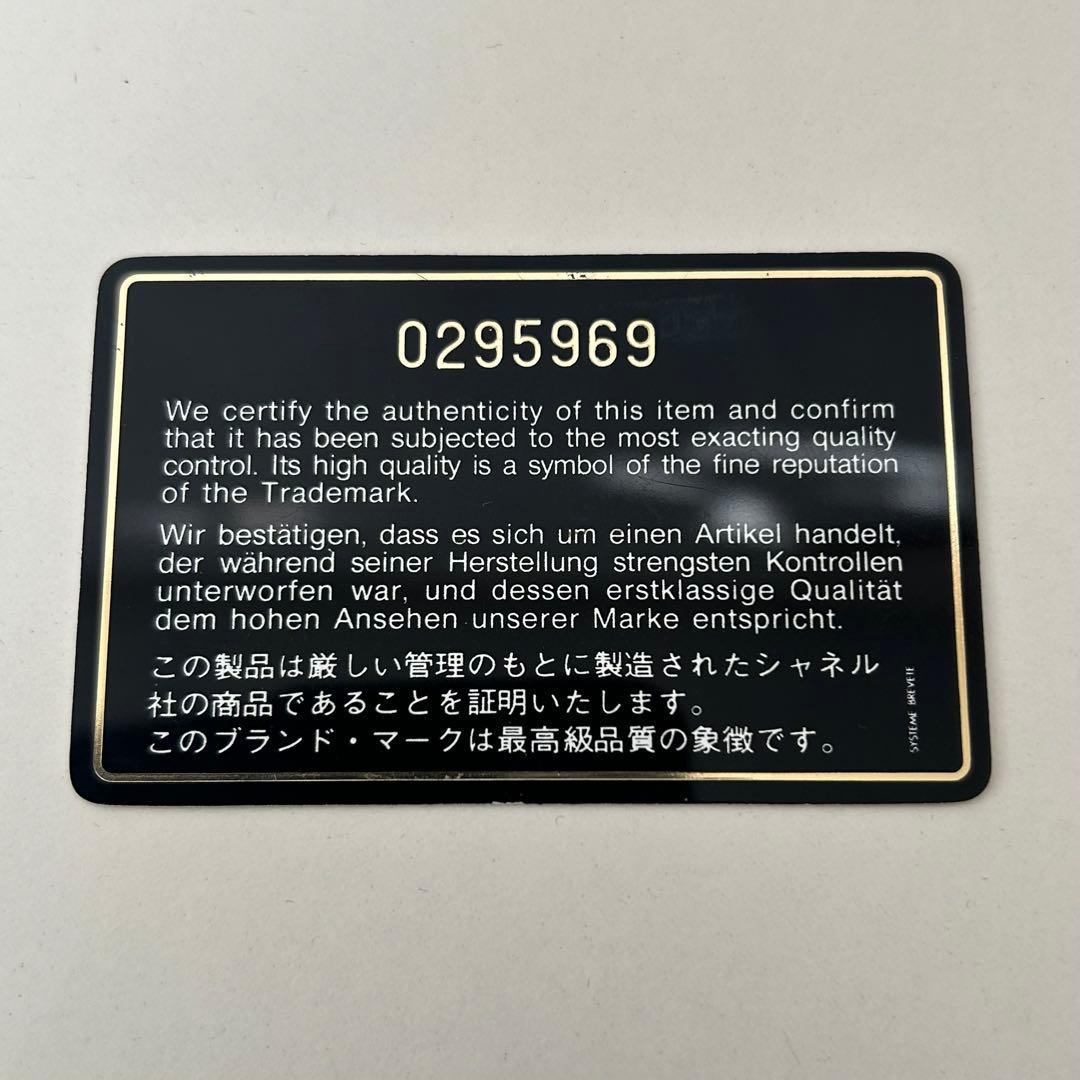 0295969
We certify the authenticity of this item and confirm
that it has been subjected to the most exacting quality
control. Its high quality is a symbol of the fine reputation
of the Trademark.
Wir bestätigen, dass es sich um einen Artikel handelt,
der während seiner Herstellung strengsten Kontrollen
unterworfen war, und dessen erstklassige Qualität
dem hohen Ansehen unserer Marke entspricht.
この製品は厳しい管理のもとに製造されたシャネル
社の商品であることを証明いたします。
このブランド・マークは最高級品質の象徴です。
SYSTEME BREVETE